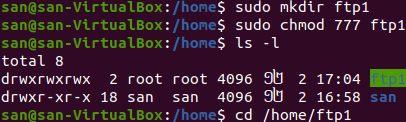 san@san-VirtualBox:/home$ sudo mkdir ftp1
san@san-VirtualBox:/home$ sudo chmod 777 ftp1
san@san-VirtualBox:/home$ ls -l
total 8
drwxrwxrwx  2 root root 4096 2 17:04 ftp1
drwxr-xr-x 18 san  san  4096 2 16:58 san
san@san-VirtualBox:/home$ cd /home/ftp1